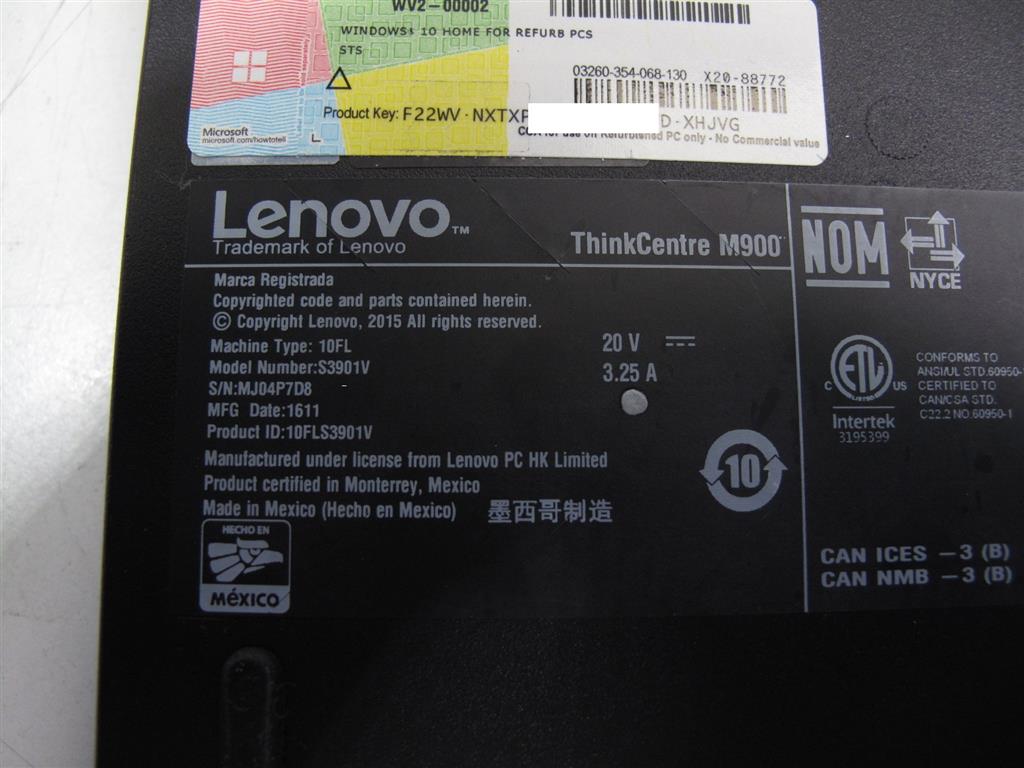 WV2-00002
WINDOWS® 10 HOME FOR REFURB PCS
STS
03260-354-068-130 X20-88772
Product Key: F22WV - NXTXP
D-XHJVG
COA for use on Refurbished PC only - No Commercial value
Microsoft
microsoft.com/howtotell
L
Lenovo™
Trademark of Lenovo
ThinkCentre M900
Marca Registrada
Copyrighted code and parts contained herein.
© Copyright Lenovo, 2015 All rights reserved.
Machine Type: 10FL
Model Number:S3901V
S/N:MJ04P7D8
MFG Date:1611
Product ID:10FLS3901V
20 V
3.25 A
Manufactured under license from Lenovo PC HK Limited
Product certified in Monterrey, Mexico
Made in Mexico (Hecho en Mexico) 墨西哥制造
10
HECHO EN
MéXICO
NOM
NYCE
C ETL US
LISTED
Intertek
3195399
CONFORMS TO
ANSI/UL STD.60950-
CERTIFIED TO
CAN/CSA STD.
C22.2 NO.60950-1
CAN ICES -3 (B)
CAN NMB -3 (B)